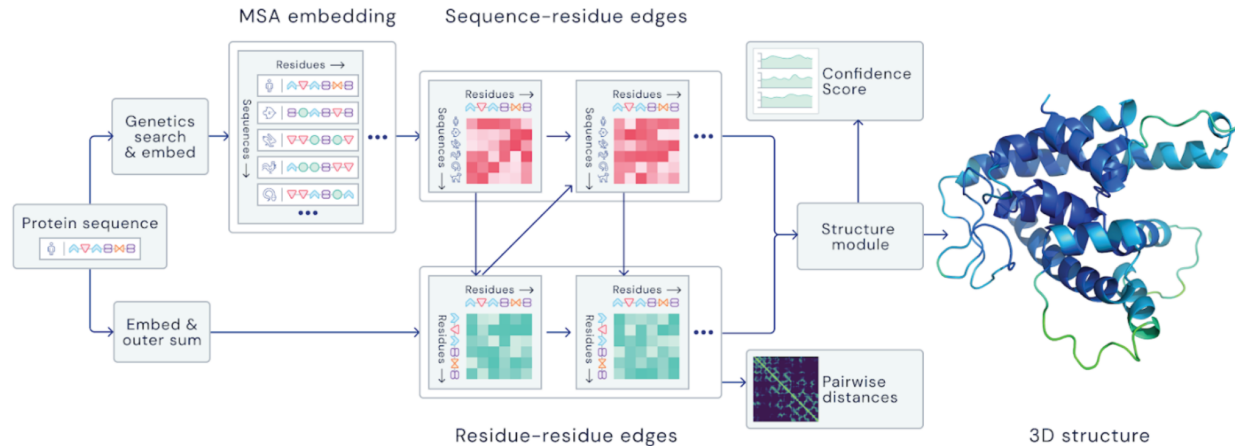 MSA embedding
Sequence-residue edges
Residues →
Sequences →
•••
•••
Genetics
search
& embed
Protein sequence
Embed &
outer sum
Residues →
Sequences →
Residues →
Sequences →
•••
Residues →
Residues →
Residues →
Residues →
•••
Residue-residue edges
Confidence
Score
Structure
module
Pairwise
distances
3D structure